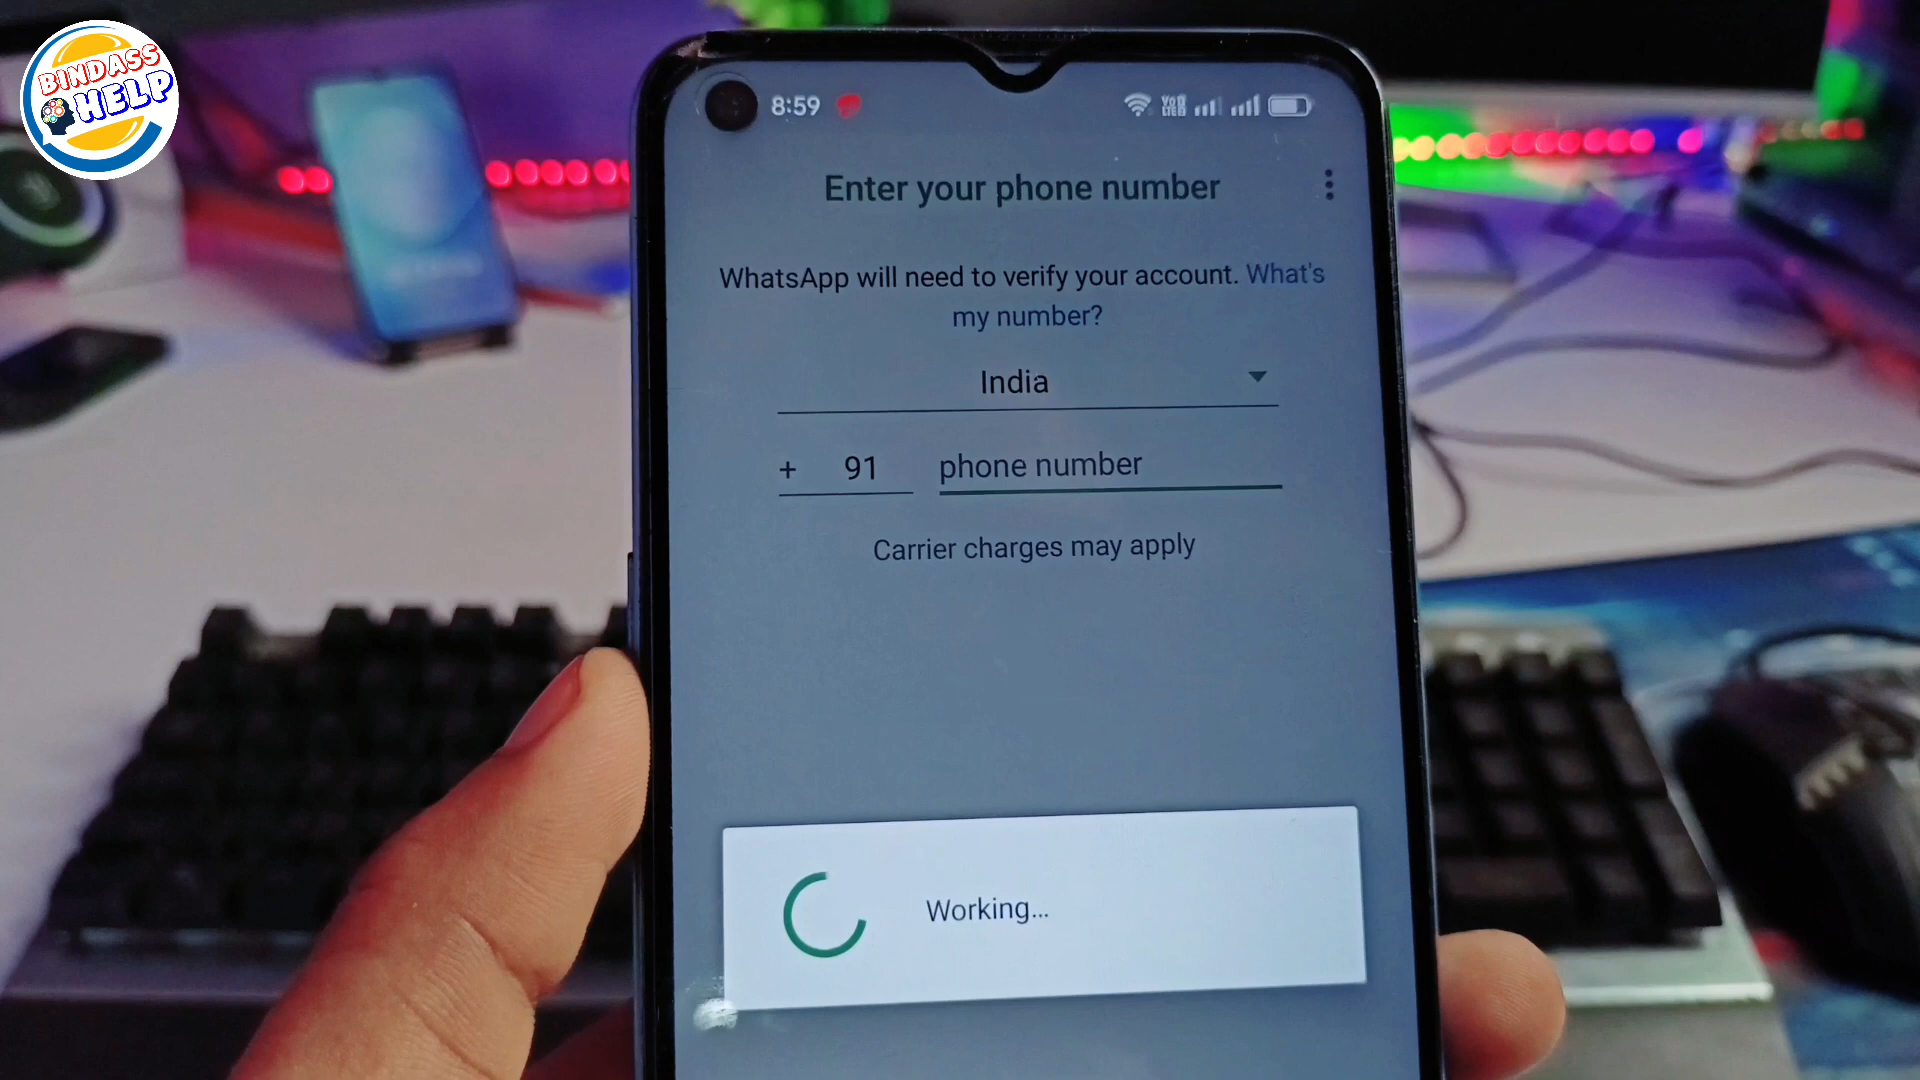 BINDASS
HELP
8:59
Enter your phone number
WhatsApp will need to verify your account. What's
my number?
India
+ 91 phone number
Carrier charges may apply
Working...